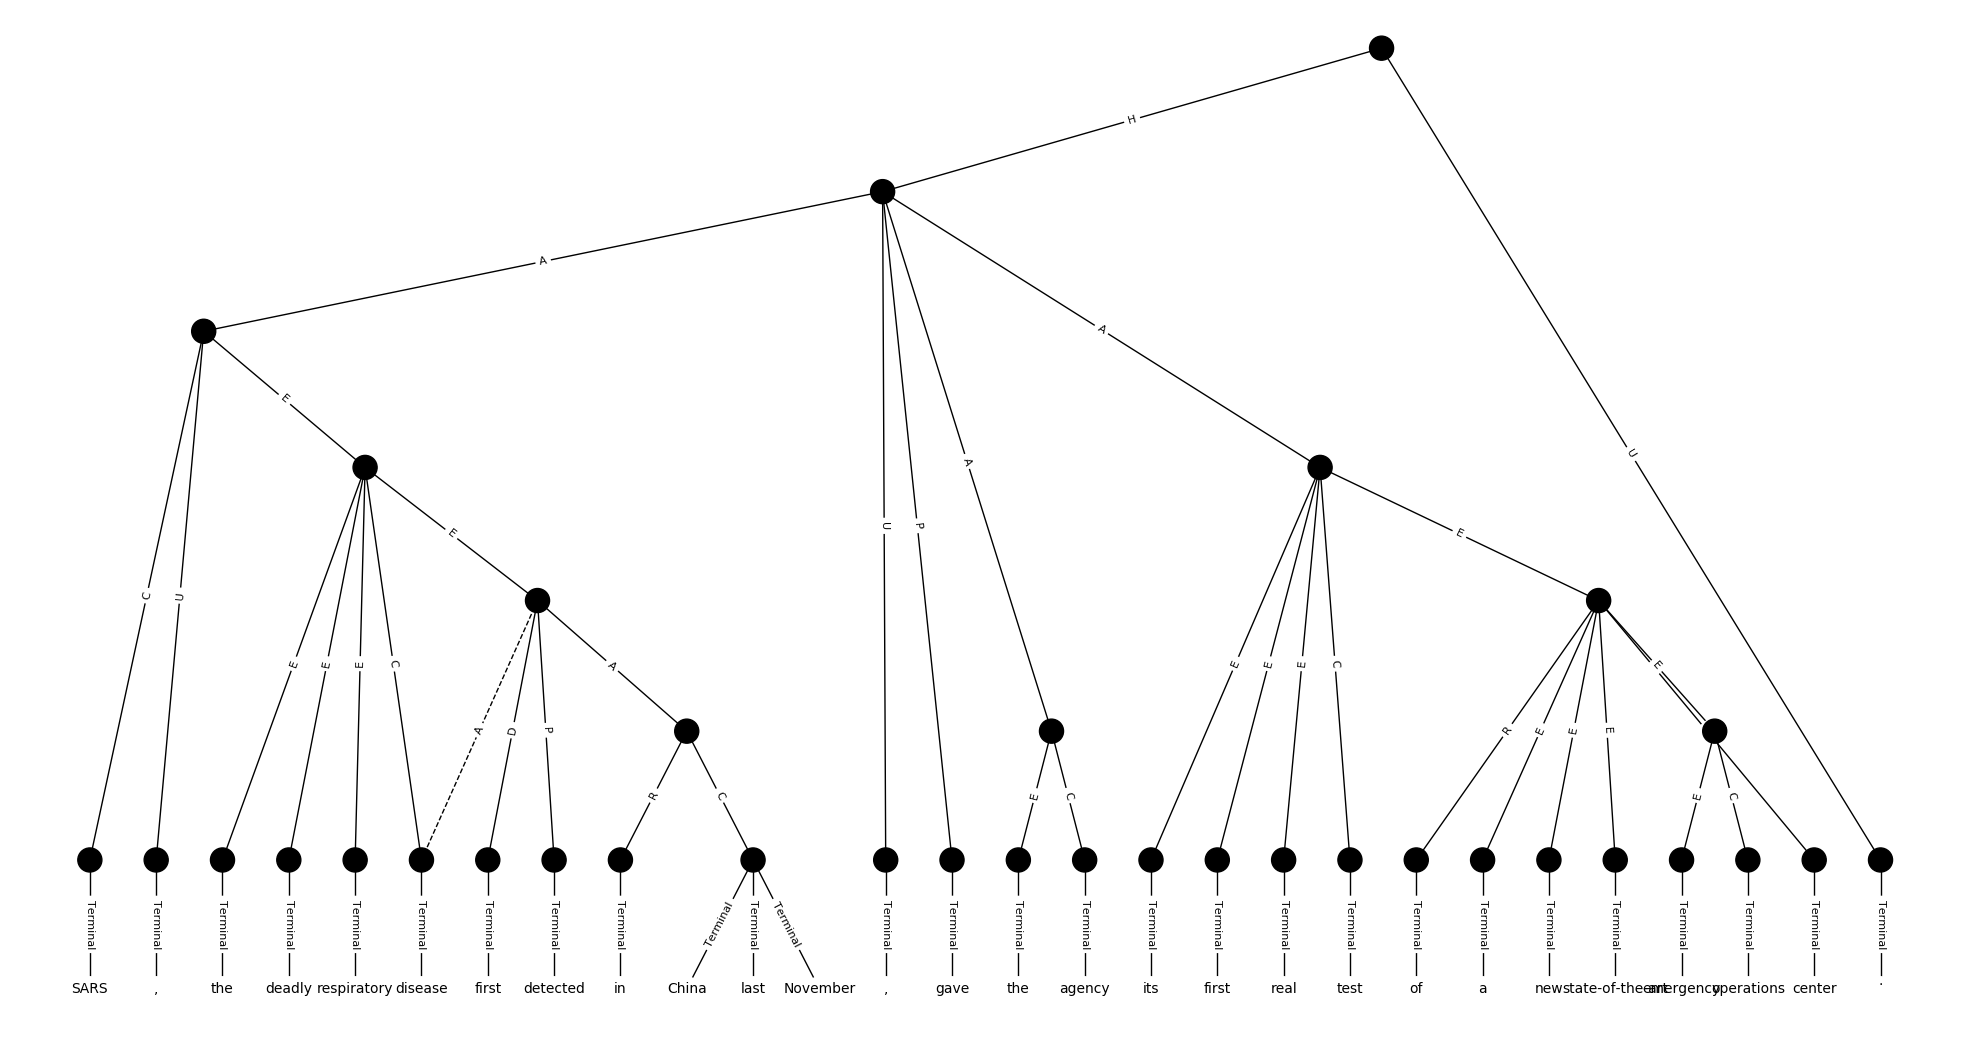 H
A
A
E
A
U P
E E
C U
E E E C A E E E C E
A D P R E E E
R C E C E C
Terminal Terminal Terminal Terminal Terminal Terminal Terminal Terminal Terminal Terminal Terminal Terminal Terminal Terminal Terminal Terminal Terminal Terminal Terminal Terminal Terminal Terminal Terminal Terminal Terminal Terminal Terminal Terminal
U
SARS , the deadly respiratory disease first detected in China last November , gave the agency its first real test of a new state-of-the-art emergency operations center .